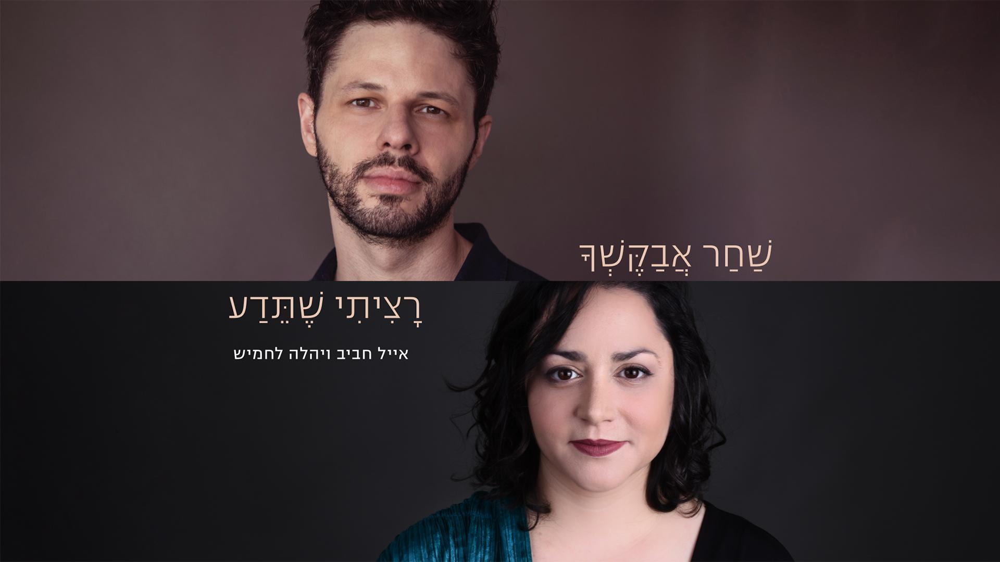 שַׁחַר אֲבַקֶּשְׁךָּ
רָצִיתִי שֶׁתֵּדַע
אייל חביב ויהלה לחמיש